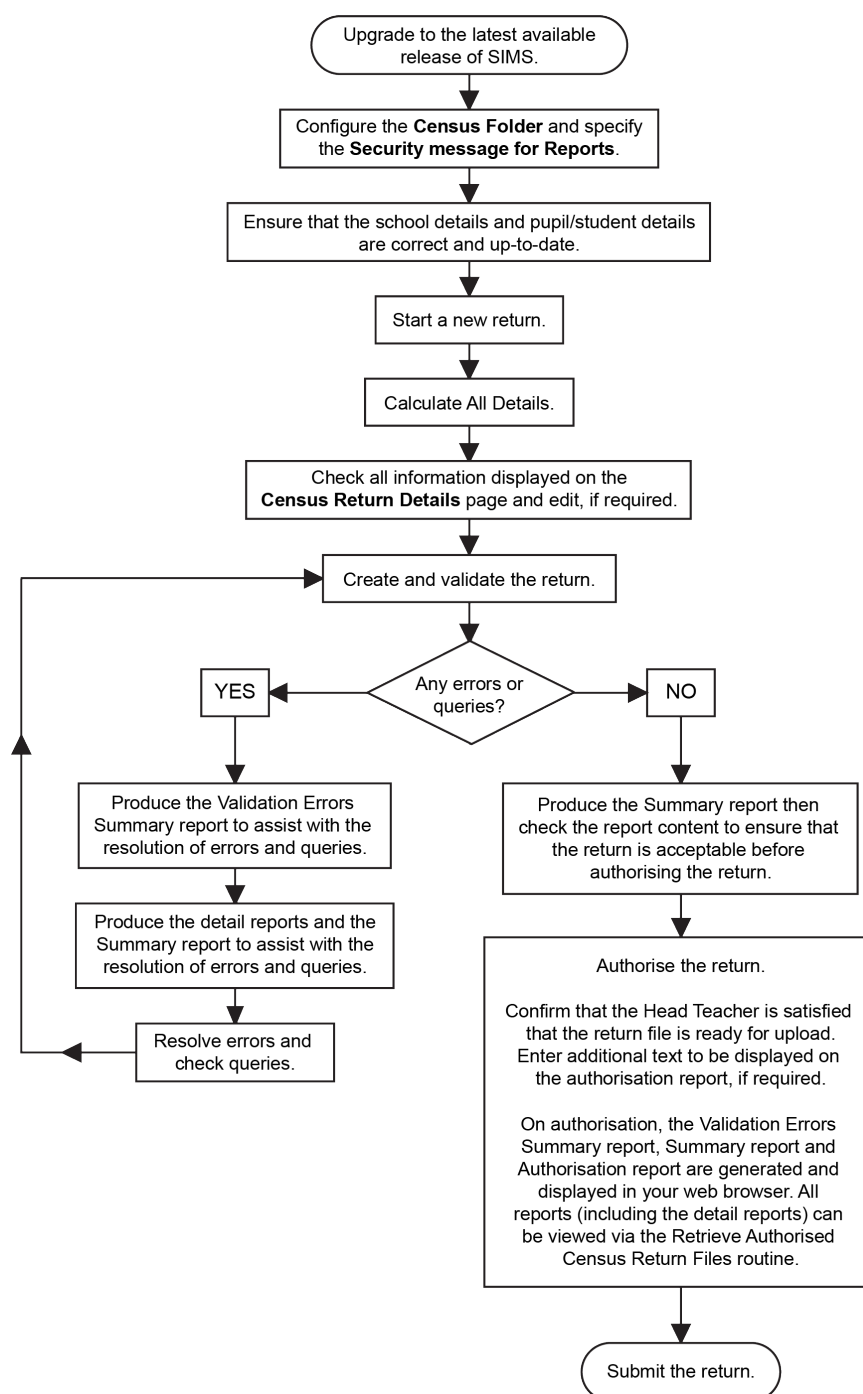 Upgrade to the latest available
release of SIMS.
Configure the Census Folder and specify
the Security message for Reports.
Ensure that the school details and pupil/student details
are correct and up-to-date.
Start a new return.
Calculate All Details.
Check all information displayed on the
Census Return Details page and edit, if required.
Create and validate the return.
Any errors or
queries?
YES
Produce the Validation Errors
Summary report to assist with the
resolution of errors and queries.
Produce the detail reports and the
Summary report to assist with the
resolution of errors and queries.
Resolve errors and
check queries.
NO
Produce the Summary report then
check the report content to ensure that
the return is acceptable before
authorising the return.
Authorise the return.
Confirm that the Head Teacher is satisfied
that the return file is ready for upload.
Enter additional text to be displayed on
the authorisation report, if required.
On authorisation, the Validation Errors
Summary report, Summary report and
Authorisation report are generated and
displayed in your web browser. All
reports (including the detail reports) can
be viewed via the Retrieve Authorised
Census Return Files routine.
Submit the return.